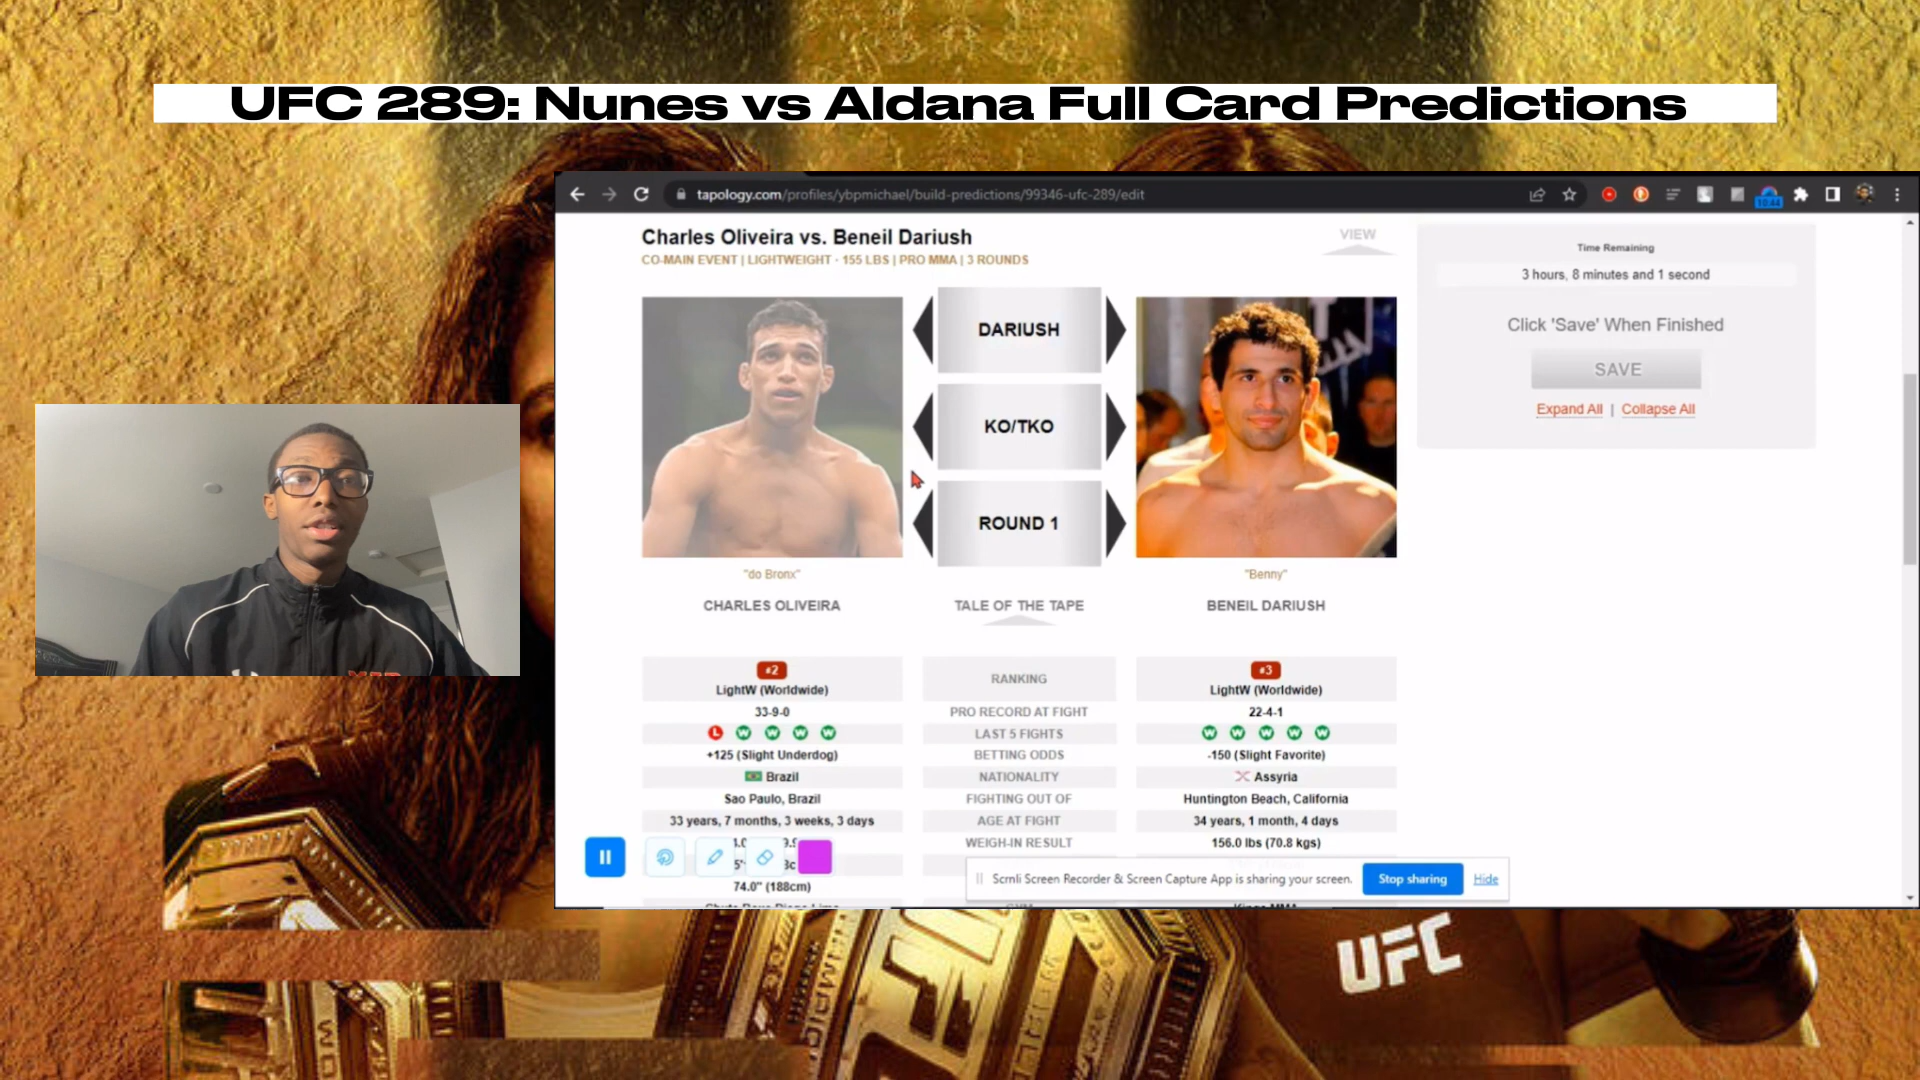 UFC 289: Nunes vs Aldana Full Card Predictions
tapology.com/profiles/ybpmichael/build-predictions/99346-ufc-289/edit
10:44
Charles Oliveira vs. Beneil Dariush
VIEW
CO-MAIN EVENT | LIGHTWEIGHT · 155 LBS | PRO MMA | 3 ROUNDS
Time Remaining
3 hours, 8 minutes and 1 second
Click 'Save' When Finished
SAVE
Expand All | Collapse All
DARIUSH
KO/TKO
ROUND 1
"do Bronx"
"Benny"
CHARLES OLIVEIRA
TALE OF THE TAPE
BENEIL DARIUSH
#2
LightW (Worldwide)
RANKING
#3
LightW (Worldwide)
33-9-0
PRO RECORD AT FIGHT
22-4-1
L W W W W
LAST 5 FIGHTS
W W W W W
+125 (Slight Underdog)
BETTING ODDS
-150 (Slight Favorite)
Brazil
NATIONALITY
Assyria
Sao Paulo, Brazil
FIGHTING OUT OF
Huntington Beach, California
33 years, 7 months, 3 weeks, 3 days
AGE AT FIGHT
34 years, 1 month, 4 days
WEIGH-IN RESULT
156.0 lbs (70.8 kgs)
74.0" (188cm)
Scrnli Screen Recorder & Screen Capture App is sharing your screen.
Stop sharing
Hide
UFC